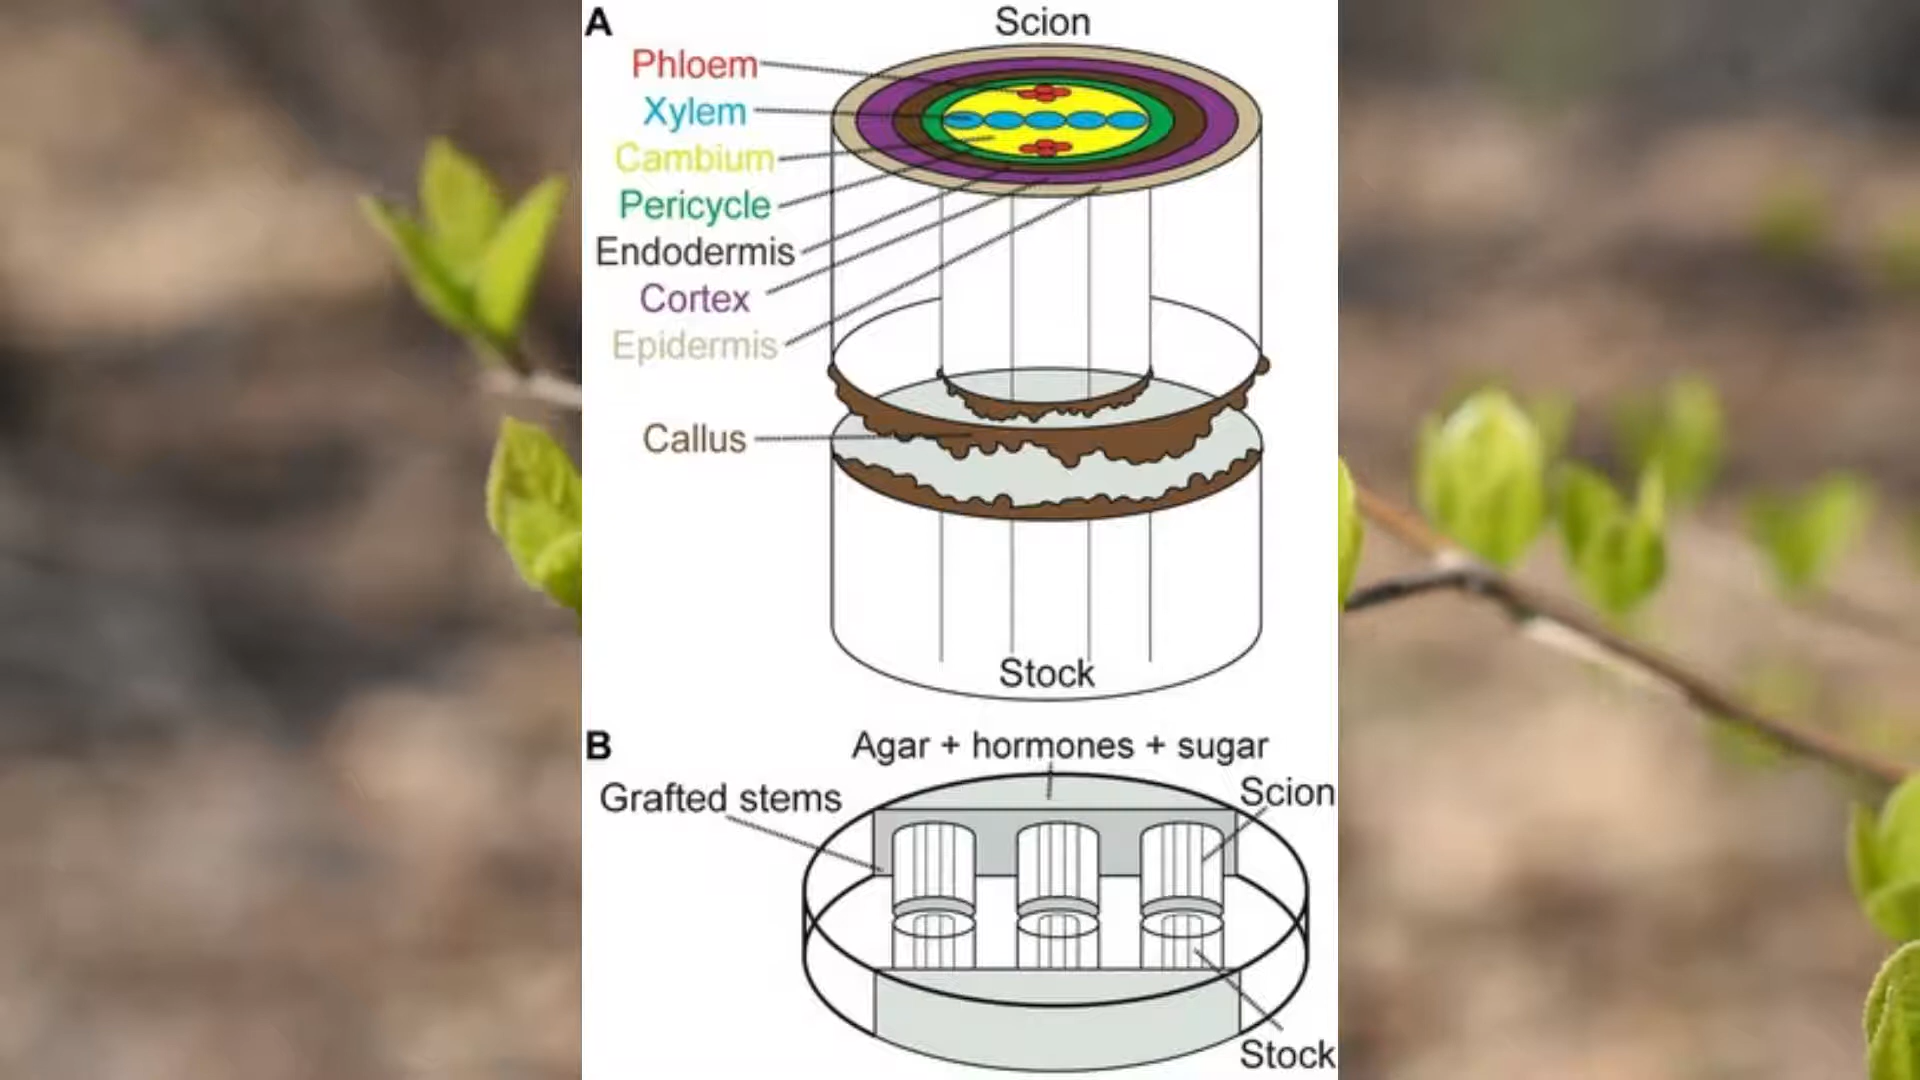 A
Scion
Phloem
Xylem
Cambium
Pericycle
Endodermis
Cortex
Epidermis
Callus
Stock
B
Agar + hormones + sugar
Grafted stems
Scion
Stock